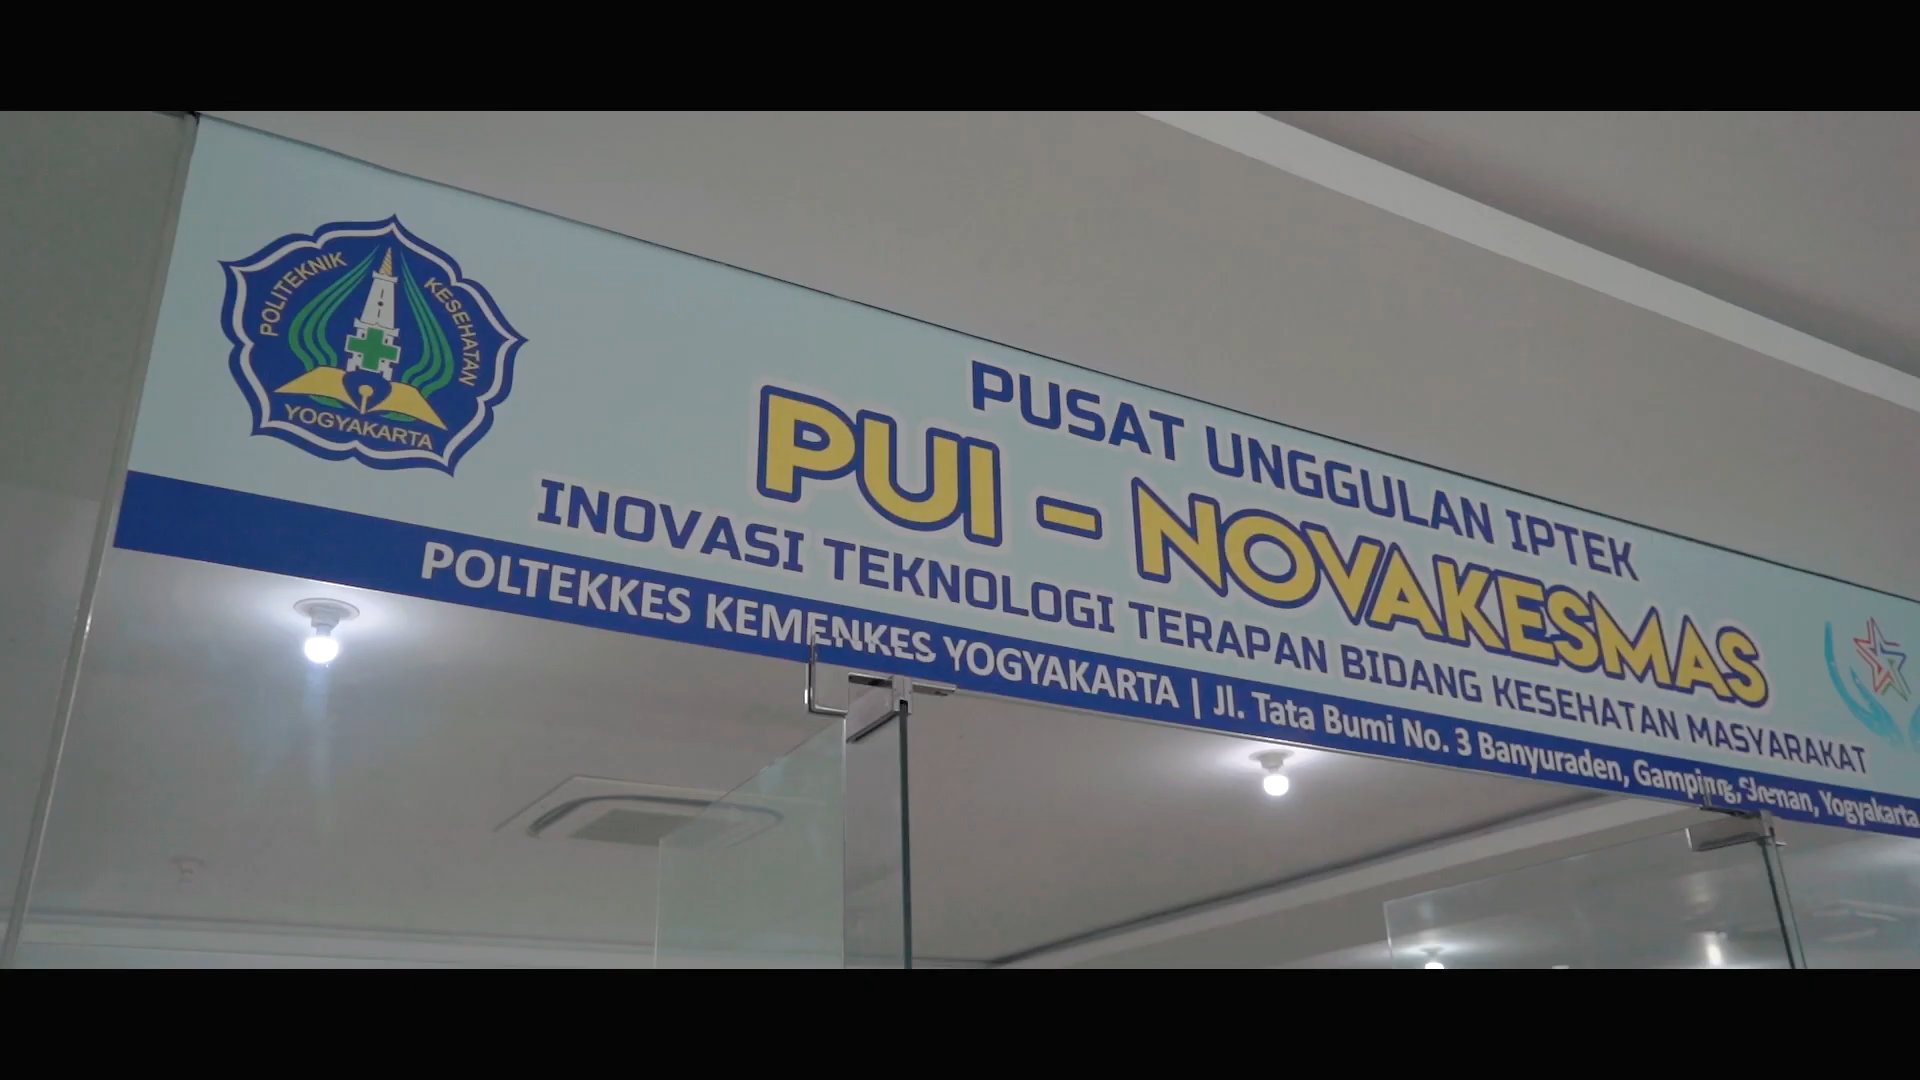 POLITEKNIK KESEHATAN
YOGYAKARTA
PUSAT UNGGULAN IPTEK
PUI - NOVAKESMAS
INOVASI TEKNOLOGI TERAPAN BIDANG KESEHATAN MASYARAKAT
POLTEKKES KEMENKES YOGYAKARTA | Jl. Tata Bumi No. 3 Banyuraden, Gamping, Sleman, Yogyakarta